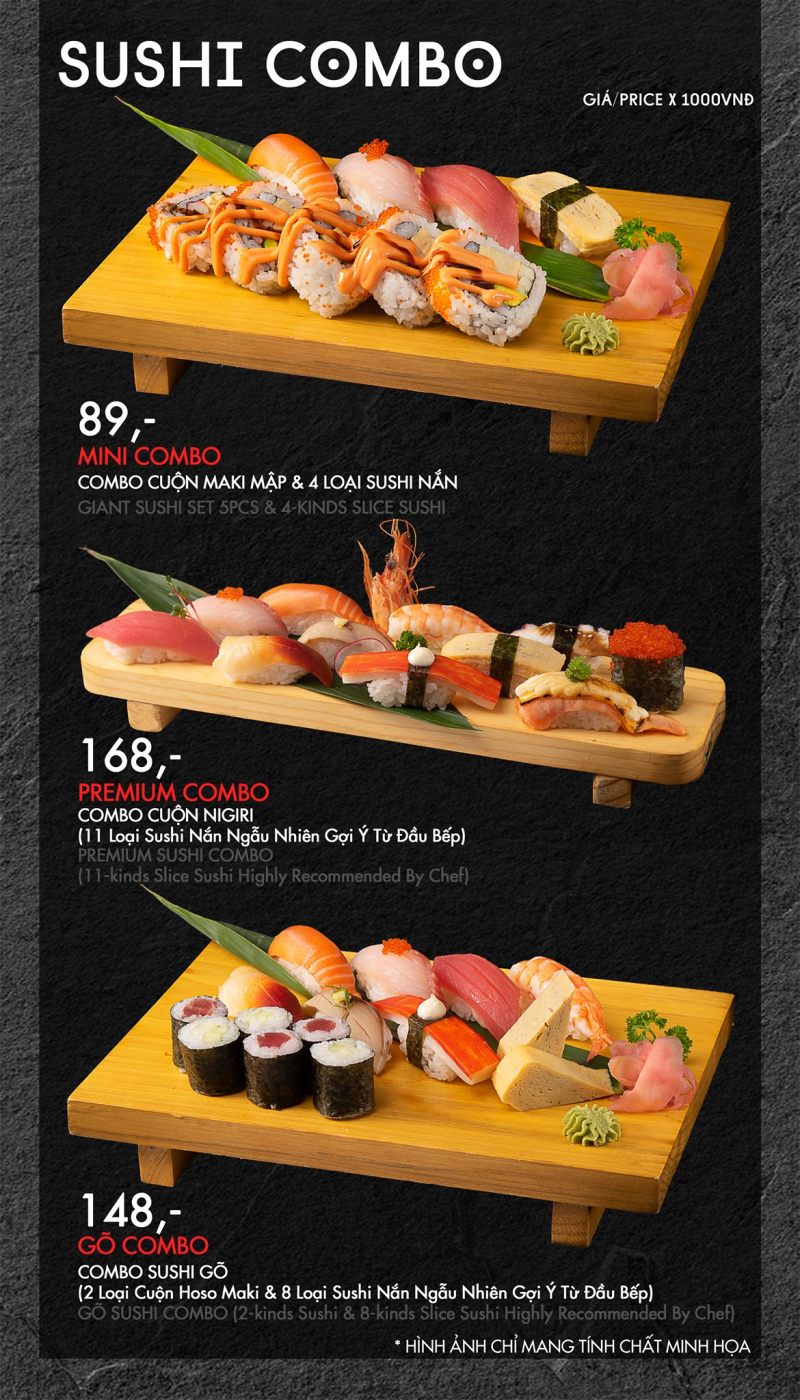 SUSHI COMBO
GIÁ/PRICE X 1000VNĐ
89,-
MINI COMBO
COMBO CUỘN MAKI MẬP & 4 LOẠI SUSHI NẮN
GIANT SUSHI SET 5PCS & 4-KINDS SLICE SUSHI
168,-
PREMIUM COMBO
COMBO CUỘN NIGIRI
(11 Loại Sushi Nắn Ngẫu Nhiên Gợi Ý Từ Đầu Bếp)
PREMIUM SUSHI COMBO
(11-kinds Slice Sushi Highly Recommended By Chef)
148,-
GÕ COMBO
COMBO SUSHI GÕ
(2 Loại Cuộn Hoso Maki & 8 Loại Sushi Nắn Ngẫu Nhiên Gợi Ý Từ Đầu Bếp)
GÕ SUSHI COMBO (2-kinds Sushi & 8-kinds Slice Sushi Highly Recommended By Chef)
* HÌNH ẢNH CHỈ MANG TÍNH CHẤT MINH HỌA